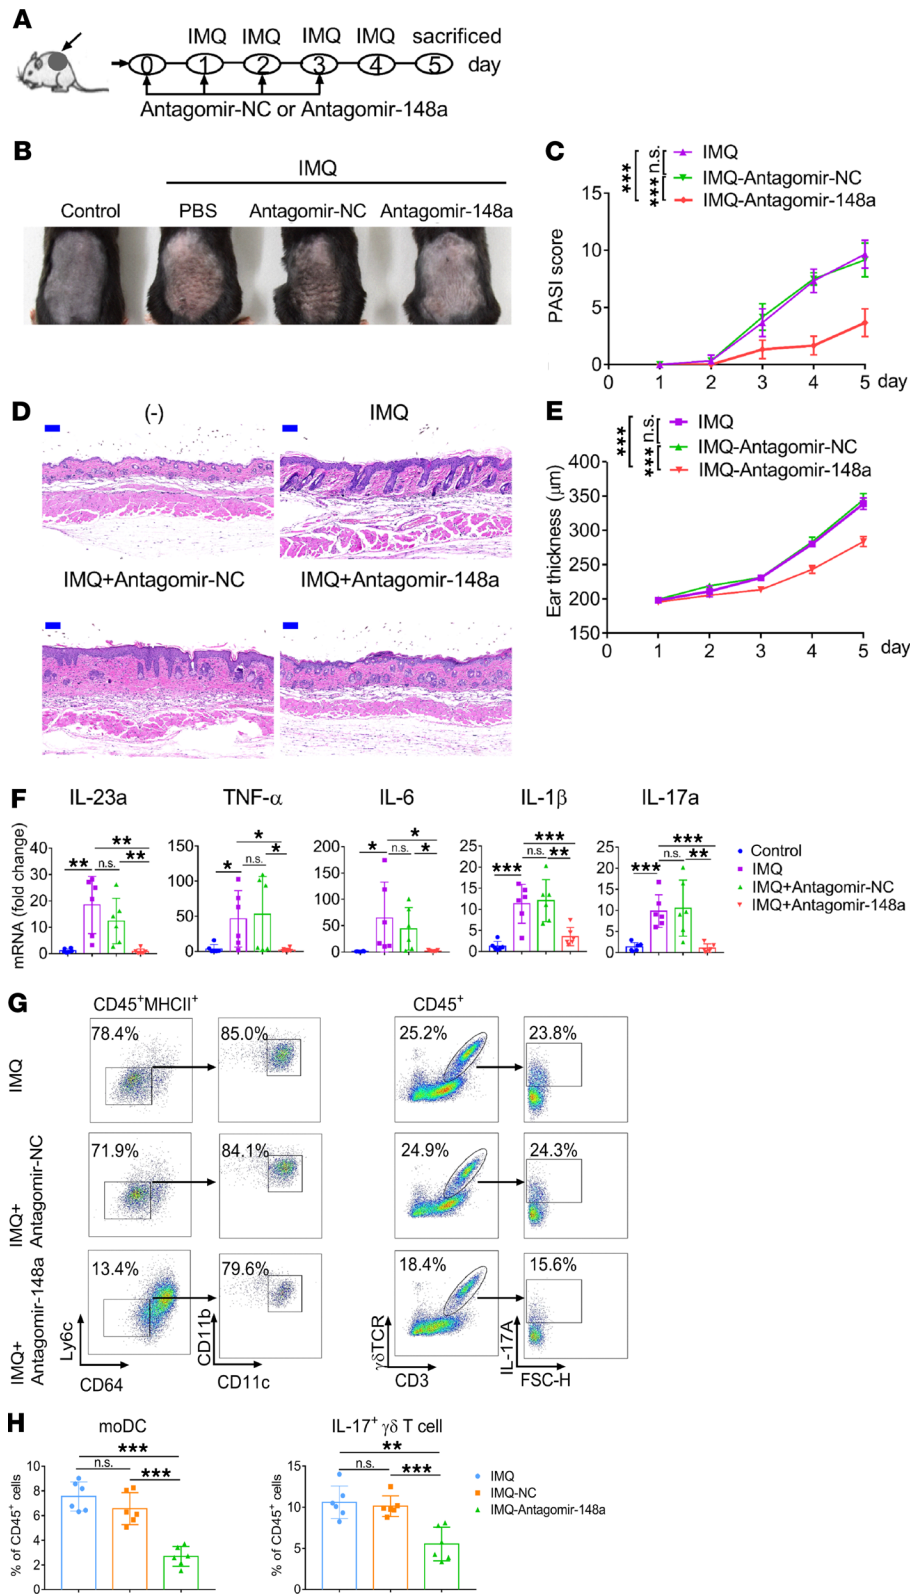 A
IMQ IMQ IMQ IMQ sacrificed
0 1 2 3 4 5 day
Antagomir-NC or Antagomir-148a
B
IMQ
Control PBS Antagomir-NC Antagomir-148a
C
IMQ
IMQ-Antagomir-NC
IMQ-Antagomir-148a
*** n.s. ***
PASI score
15
10
5
0
0 1 2 3 4 5 day
D
(-) IMQ
IMQ+Antagomir-NC IMQ+Antagomir-148a
E
IMQ
IMQ-Antagomir-NC
IMQ-Antagomir-148a
*** n.s. ***
Ear thickness (μm)
400
350
300
250
200
150
0 1 2 3 4 5 day
F
IL-23a TNF-α IL-6 IL-1β IL-17a
mRNA (fold change)
40
30
20
10
0
** ** n.s. **
150
100
50
0
* * n.s. *
200
150
100
50
0
* * n.s. *
25
20
15
10
5
0
*** *** n.s. **
25
20
15
10
5
0
*** *** n.s. **
Control
IMQ
IMQ+Antagomir-NC
IMQ+Antagomir-148a
G
CD45+MHCII+ CD45+
IMQ
78.4% 85.0% 25.2% 23.8%
IMQ+
Antagomir-NC
71.9% 84.1% 24.9% 24.3%
IMQ+
Antagomir-148a
13.4% 79.6% 18.4% 15.6%
Ly6c CD11b γδTCR IL-17A
CD64 CD11c CD3 FSC-H
H
moDC
*** n.s. ***
% of CD45+ cells
10
8
6
4
2
0
IL-17+ γδ T cell
** n.s. ***
% of CD45+ cells
15
10
5
0
IMQ
IMQ-NC
IMQ-Antagomir-148a